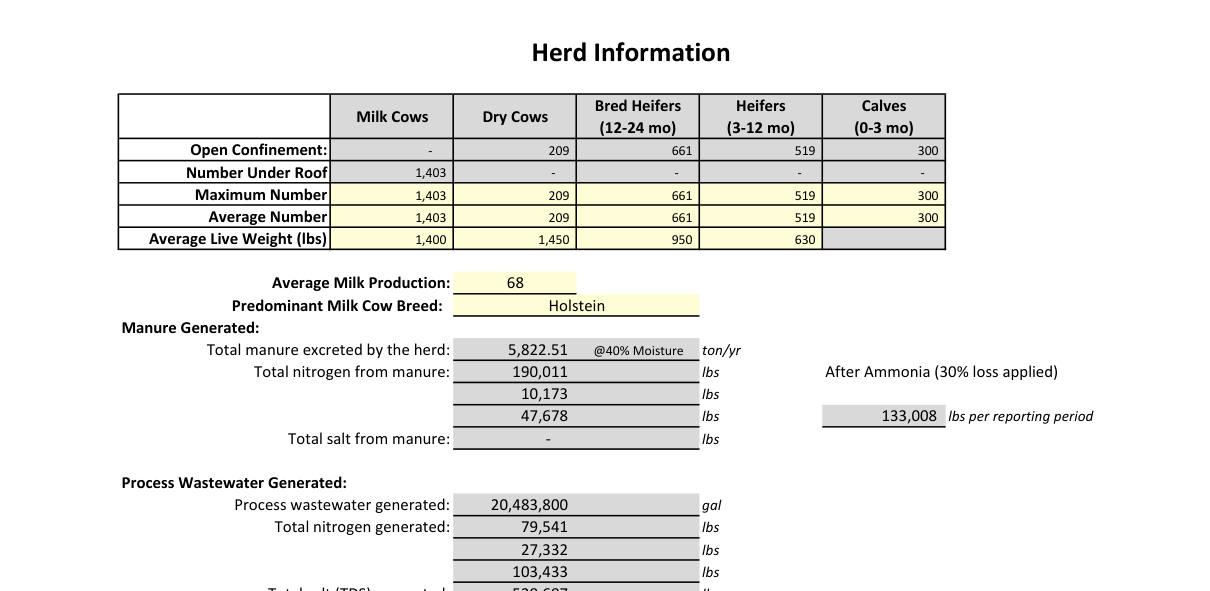 Herd Information
Milk Cows Dry Cows Bred Heifers (12-24 mo) Heifers (3-12 mo) Calves (0-3 mo)
Open Confinement: - 209 661 519 300
Number Under Roof 1,403 - - - -
Maximum Number 1,403 209 661 519 300
Average Number 1,403 209 661 519 300
Average Live Weight (lbs) 1,400 1,450 950 630
Average Milk Production: 68
Predominant Milk Cow Breed: Holstein
Manure Generated:
Total manure excreted by the herd: 5,822.51 @40% Moisture ton/yr
Total nitrogen from manure: 190,011 lbs After Ammonia (30% loss applied)
10,173 lbs
47,678 lbs 133,008 lbs per reporting period
Total salt from manure: - lbs
Process Wastewater Generated:
Process wastewater generated: 20,483,800 gal
Total nitrogen generated: 79,541 lbs
27,332 lbs
103,433 lbs